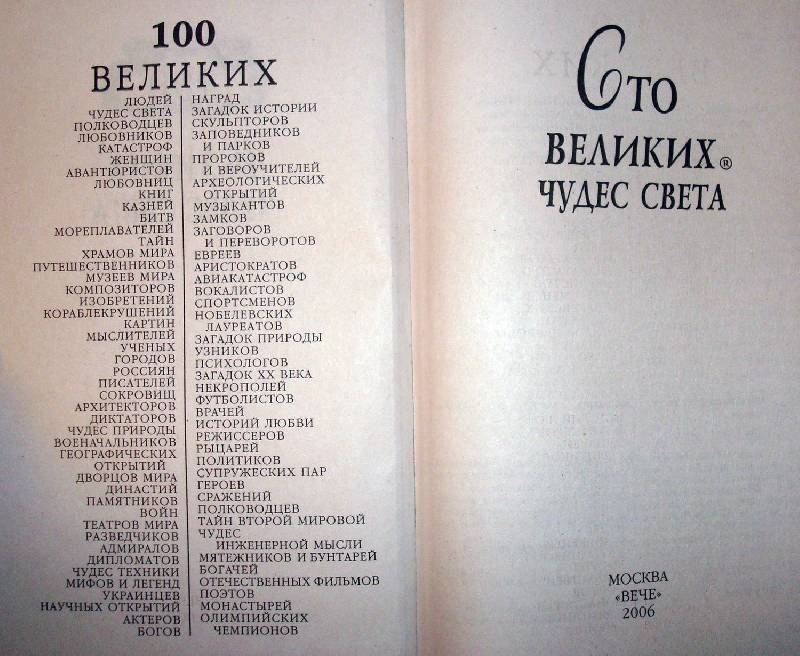 100
ВЕЛИКИХ
ЛЮДЕЙ
ЧУДЕС СВЕТА
ПОЛКОВОДЦЕВ
ЛЮБОВНИКОВ
КАТАСТРОФ
ЖЕНЩИН
АВАНТЮРИСТОВ
ЛЮБОВНИЦ
КНИГ
КАЗНЕЙ
БИТВ
МОРЕПЛАВАТЕЛЕЙ
ТАЙН
ХРАМОВ МИРА
ПУТЕШЕСТВЕННИКОВ
МУЗЕЕВ МИРА
КОМПОЗИТОРОВ
ИЗОБРЕТЕНИЙ
КОРАБЛЕКРУШЕНИЙ
КАРТИН
МЫСЛИТЕЛЕЙ
УЧЕНЫХ
ГОРОДОВ
РОССИЯН
ПИСАТЕЛЕЙ
СОКРОВИЩ
АРХИТЕКТОРОВ
ДИКТАТОРОВ
ЧУДЕС ПРИРОДЫ
ВОЕНАЧАЛЬНИКОВ
ГЕОГРАФИЧЕСКИХ
ОТКРЫТИЙ
ДВОРЦОВ МИРА
ДИНАСТИЙ
ПАМЯТНИКОВ
ВОЙН
ТЕАТРОВ МИРА
РАЗВЕДЧИКОВ
АДМИРАЛОВ
ДИПЛОМАТОВ
ЧУДЕС ТЕХНИКИ
МИФОВ И ЛЕГЕНД
УКРАИНЦЕВ
НАУЧНЫХ ОТКРЫТИЙ
АКТЕРОВ
БОГОВ
НАГРАД
ЗАГАДОК ИСТОРИИ
СКУЛЬПТОРОВ
ЗАПОВЕДНИКОВ
И ПАРКОВ
ПРОРОКОВ
И ВЕРОУЧИТЕЛЕЙ
АРХЕОЛОГИЧЕСКИХ
ОТКРЫТИЙ
МУЗЫКАНТОВ
ЗАМКОВ
ЗАГОВОРОВ
И ПЕРЕВОРОТОВ
ЕВРЕЕВ
АРИСТОКРАТОВ
АВИАКАТАСТРОФ
ВОКАЛИСТОВ
СПОРТСМЕНОВ
НОБЕЛЕВСКИХ
ЛАУРЕАТОВ
ЗАГАДОК ПРИРОДЫ
УЗНИКОВ
ПСИХОЛОГОВ
ЗАГАДОК XX ВЕКА
НЕКРОПОЛЕЙ
ФУТБОЛИСТОВ
ВРАЧЕЙ
ИСТОРИЙ ЛЮБВИ
РЕЖИССЕРОВ
РЫЦАРЕЙ
ПОЛИТИКОВ
СУПРУЖЕСКИХ ПАР
ГЕРОЕВ
СРАЖЕНИЙ
ПОЛКОВОДЦЕВ
ТАЙН ВТОРОЙ МИРОВОЙ
ЧУДЕС
ИНЖЕНЕРНОЙ МЫСЛИ
МЯТЕЖНИКОВ И БУНТАРЕЙ
БОГАЧЕЙ
ОТЕЧЕСТВЕННЫХ ФИЛЬМОВ
ПОЭТОВ
МОНАСТЫРЕЙ
ОЛИМПИЙСКИХ
ЧЕМПИОНОВ
Сто
ВЕЛИКИХ®
ЧУДЕС СВЕТА
МОСКВА
«ВЕЧЕ»
2006